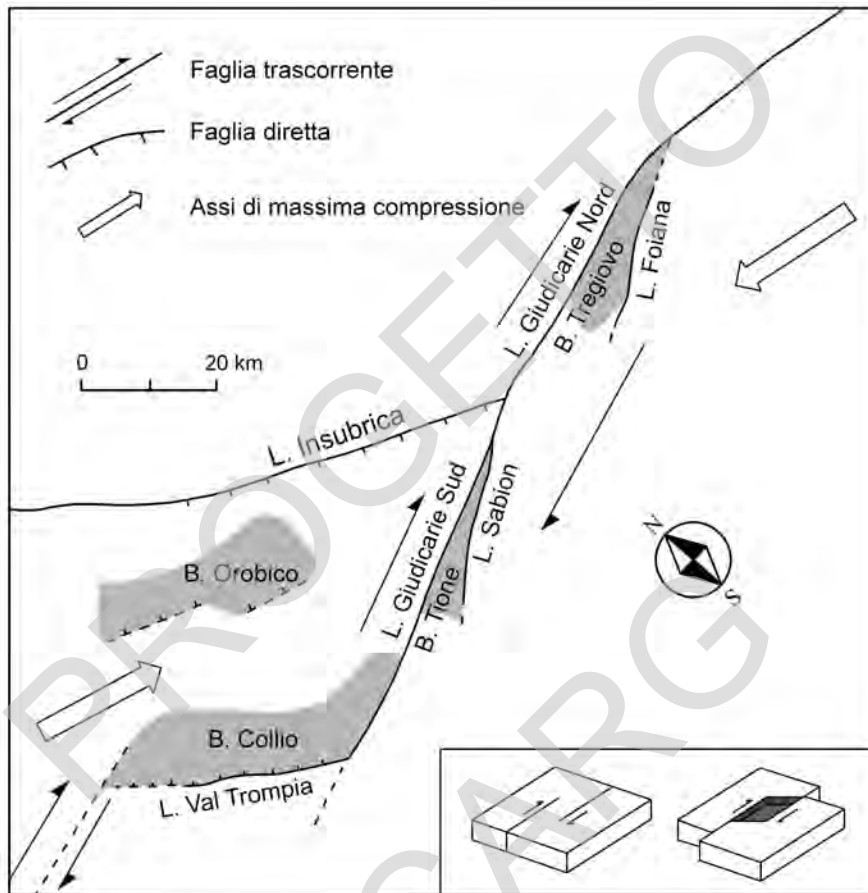 Faglia trascorrente
Faglia diretta
Assi di massima compressione
0 20 km
L. Giudicarie Nord
B. Tregiovo
L. Foiana
L. Insubrica
L. Giudicarie Sud
B. Tione
L. Sabion
N
S
B. Orobico
B. Collio
L. Val Trompia
PROGETTO
CARG